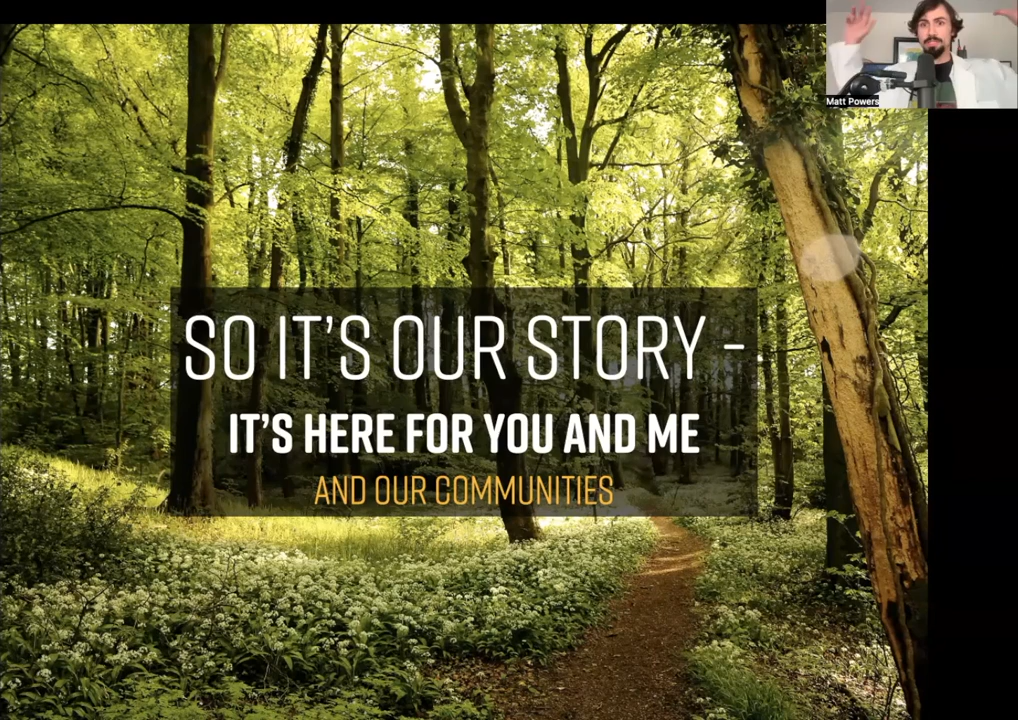 Matt Powers
SO IT'S OUR STORY -
IT'S HERE FOR YOU AND ME
AND OUR COMMUNITIES